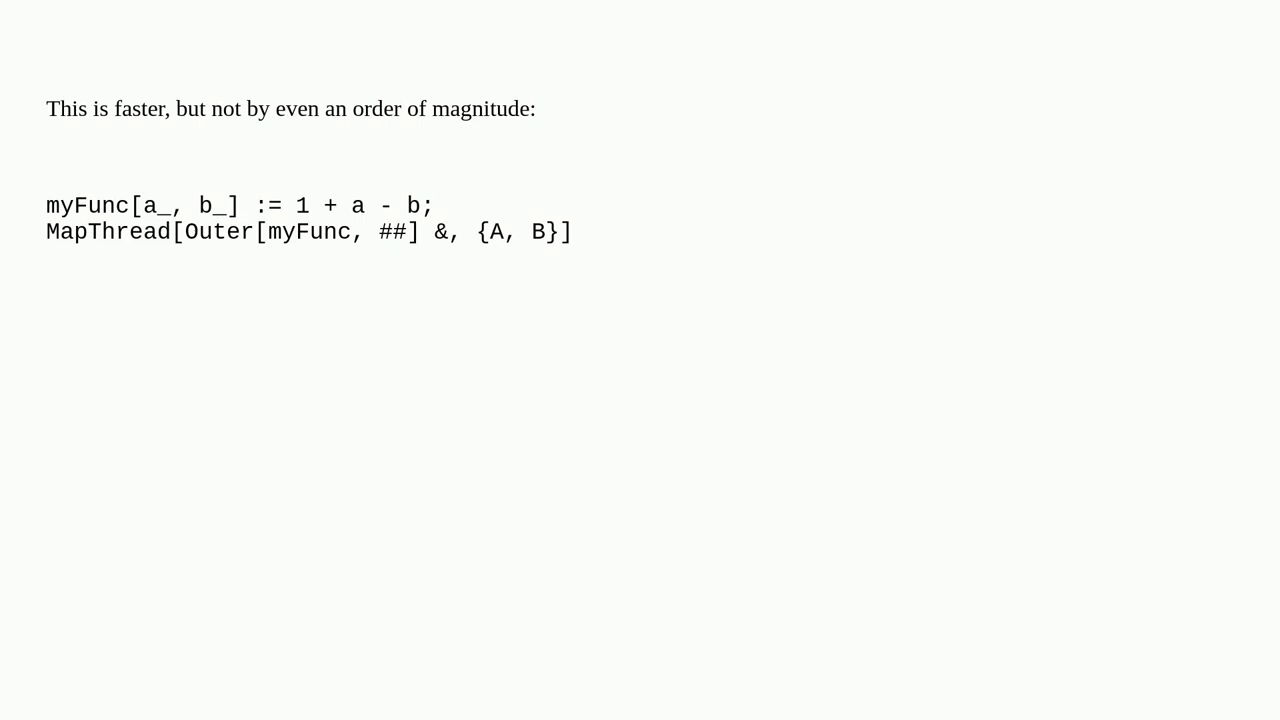 This is faster, but not by even an order of magnitude:
myFunc[a_, b_] := 1 + a - b;
MapThread[Outer[myFunc, ##] &, {A, B}]